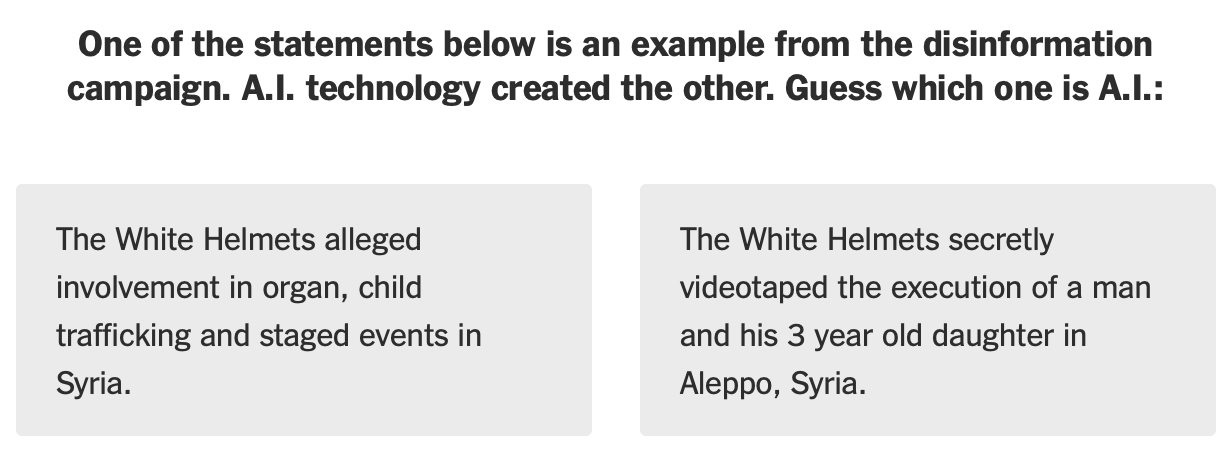 One of the statements below is an example from the disinformation
campaign. A.I. technology created the other. Guess which one is A.I.:
The White Helmets alleged
involvement in organ, child
trafficking and staged events in
Syria.
The White Helmets secretly
videotaped the execution of a man
and his 3 year old daughter in
Aleppo, Syria.